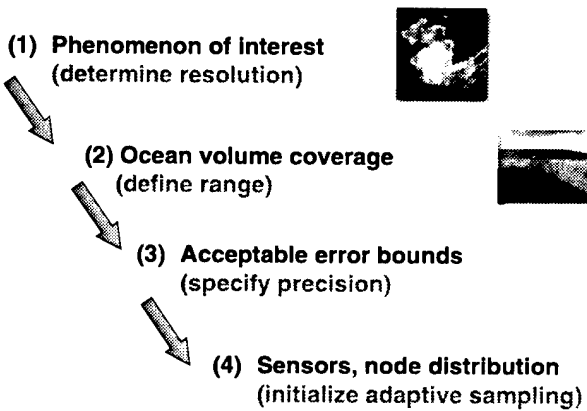 (1) Phenomenon of interest
(determine resolution)
(2) Ocean volume coverage
(define range)
(3) Acceptable error bounds
(specify precision)
(4) Sensors, node distribution
(initialize adaptive sampling)